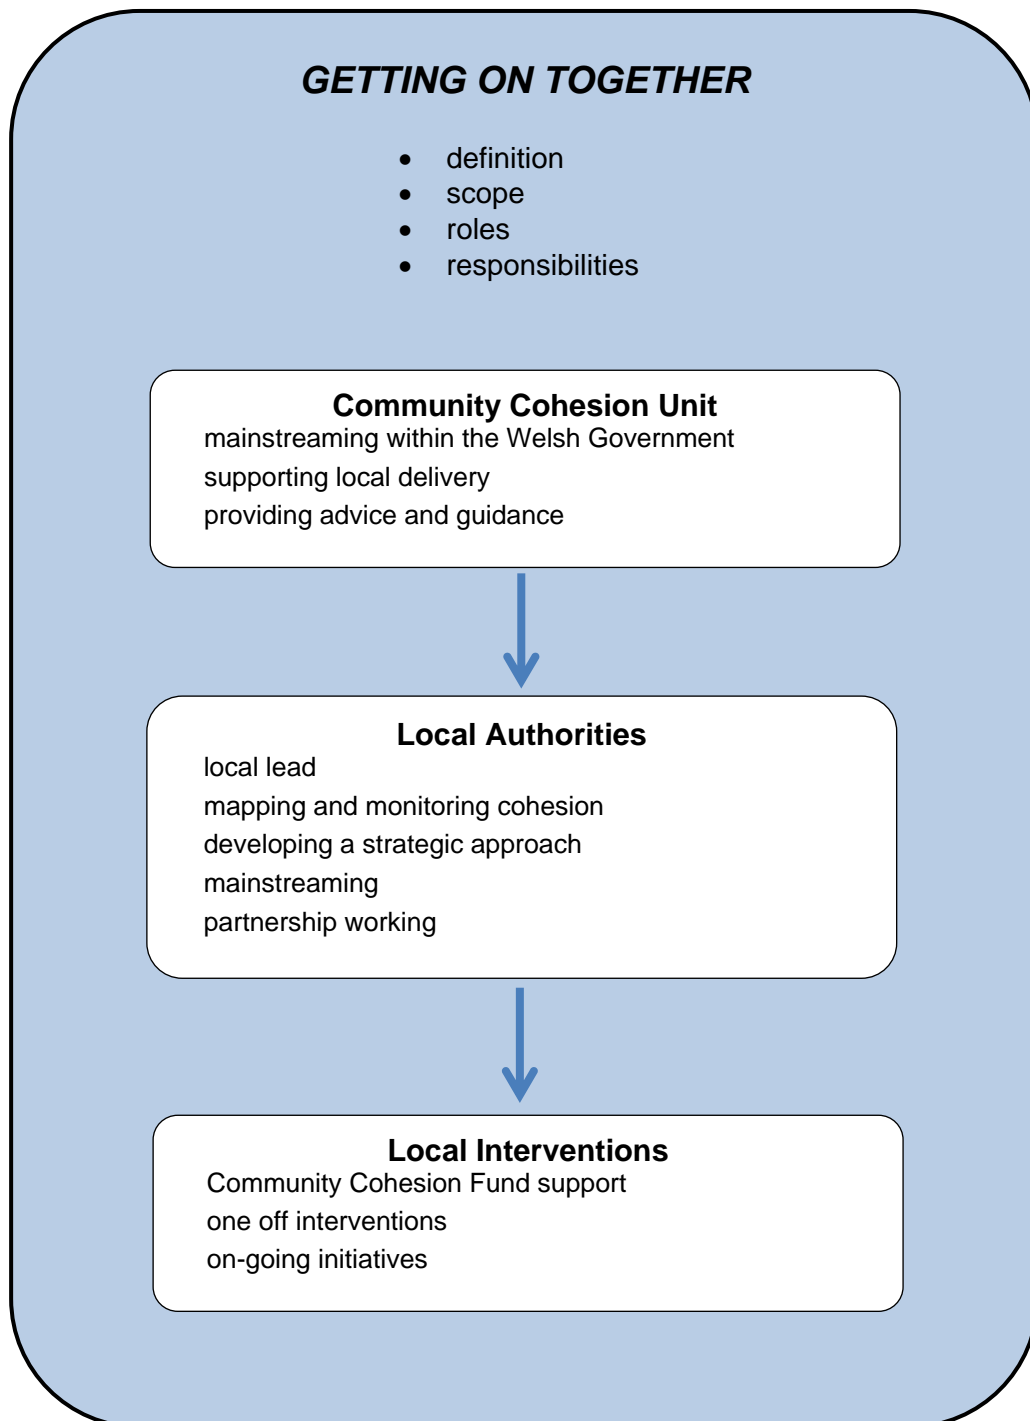 GETTING ON TOGETHER
• definition
• scope
• roles
• responsibilities
Community Cohesion Unit
mainstreaming within the Welsh Government
supporting local delivery
providing advice and guidance
Local Authorities
local lead
mapping and monitoring cohesion
developing a strategic approach
mainstreaming
partnership working
Local Interventions
Community Cohesion Fund support
one off interventions
on-going initiatives